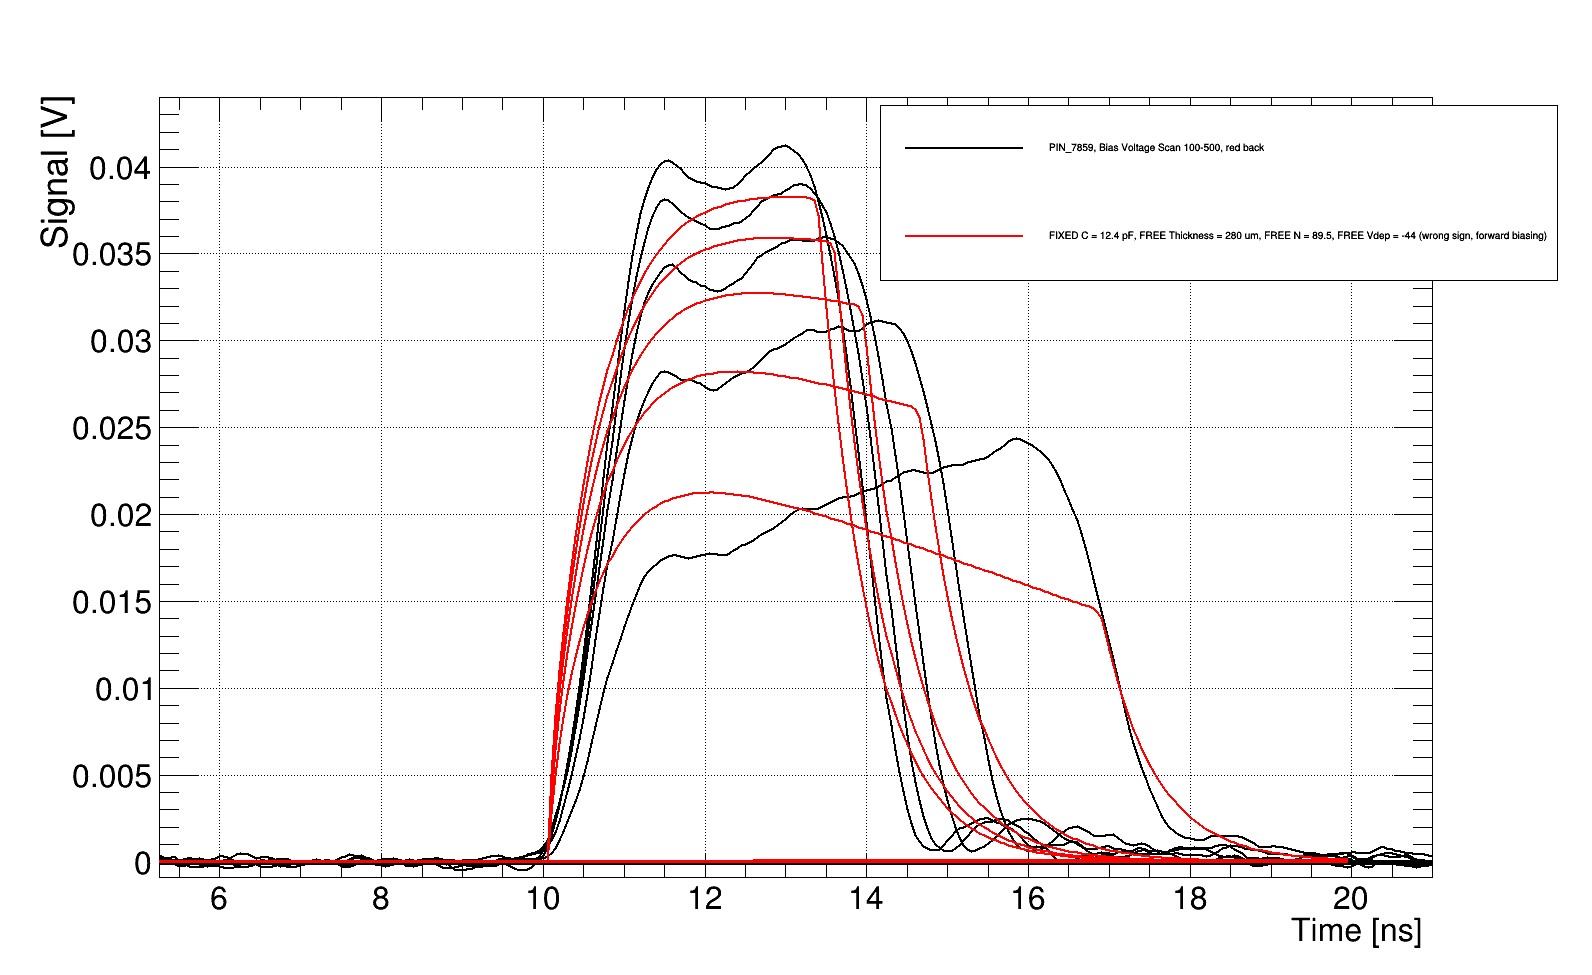 Signal [V]
0.04
0.035
0.03
0.025
0.02
0.015
0.01
0.005
0
PIN_7859, Bias Voltage Scan 100-500, red back
FIXED C = 12.4 pF, FREE Thickness = 280 um, FREE N = 89.5, FREE Vdep = -44 (wrong sign, forward biasing)
6 8 10 12 14 16 18 20
Time [ns]